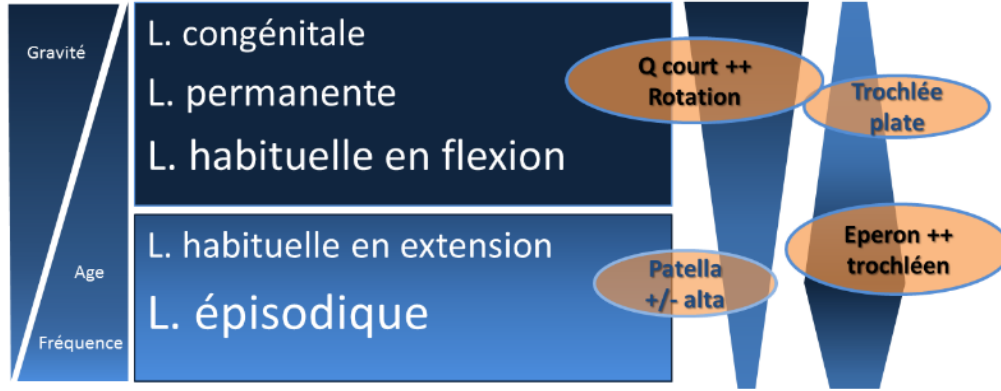 Gravité
Age
Fréquence
L. congénitale
L. permanente
L. habituelle en flexion
L. habituelle en extension
L. épisodique
Q court ++
Rotation
Trochlée
plate
Patella
+/- alta
Eperon ++
trochléen